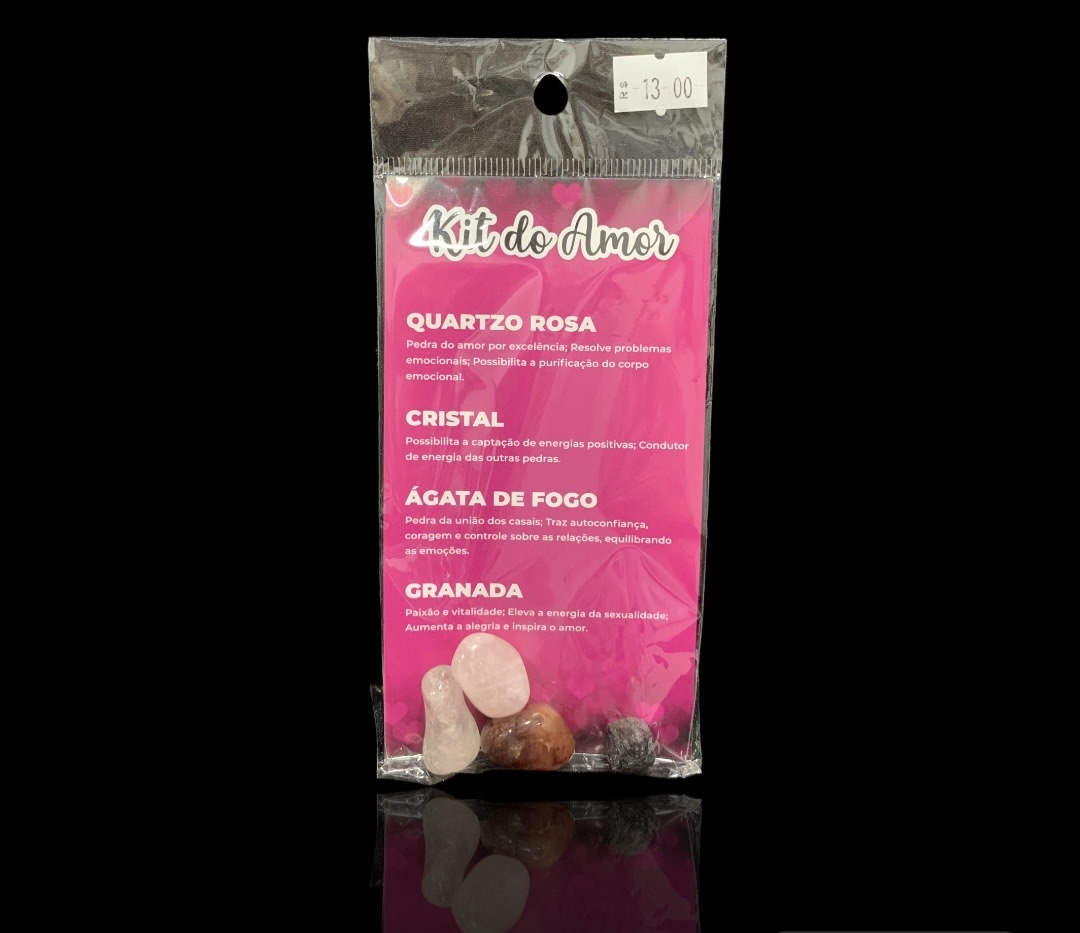 R$ 13-00
Kit do Amor
QUARTZO ROSA
Pedra do amor por excelência; Resolve problemas
emocionais; Possibilita a purificação do corpo
emocional.
CRISTAL
Possibilita a captação de energias positivas; Condutor
de energia das outras pedras.
ÁGATA DE FOGO
Pedra da união dos casais; Traz autoconfiança,
coragem e controle sobre as relações, equilibrando
as emoções.
GRANADA
Paixão e vitalidade; Eleva a energia da sexualidade;
Aumenta a alegria e inspira o amor.